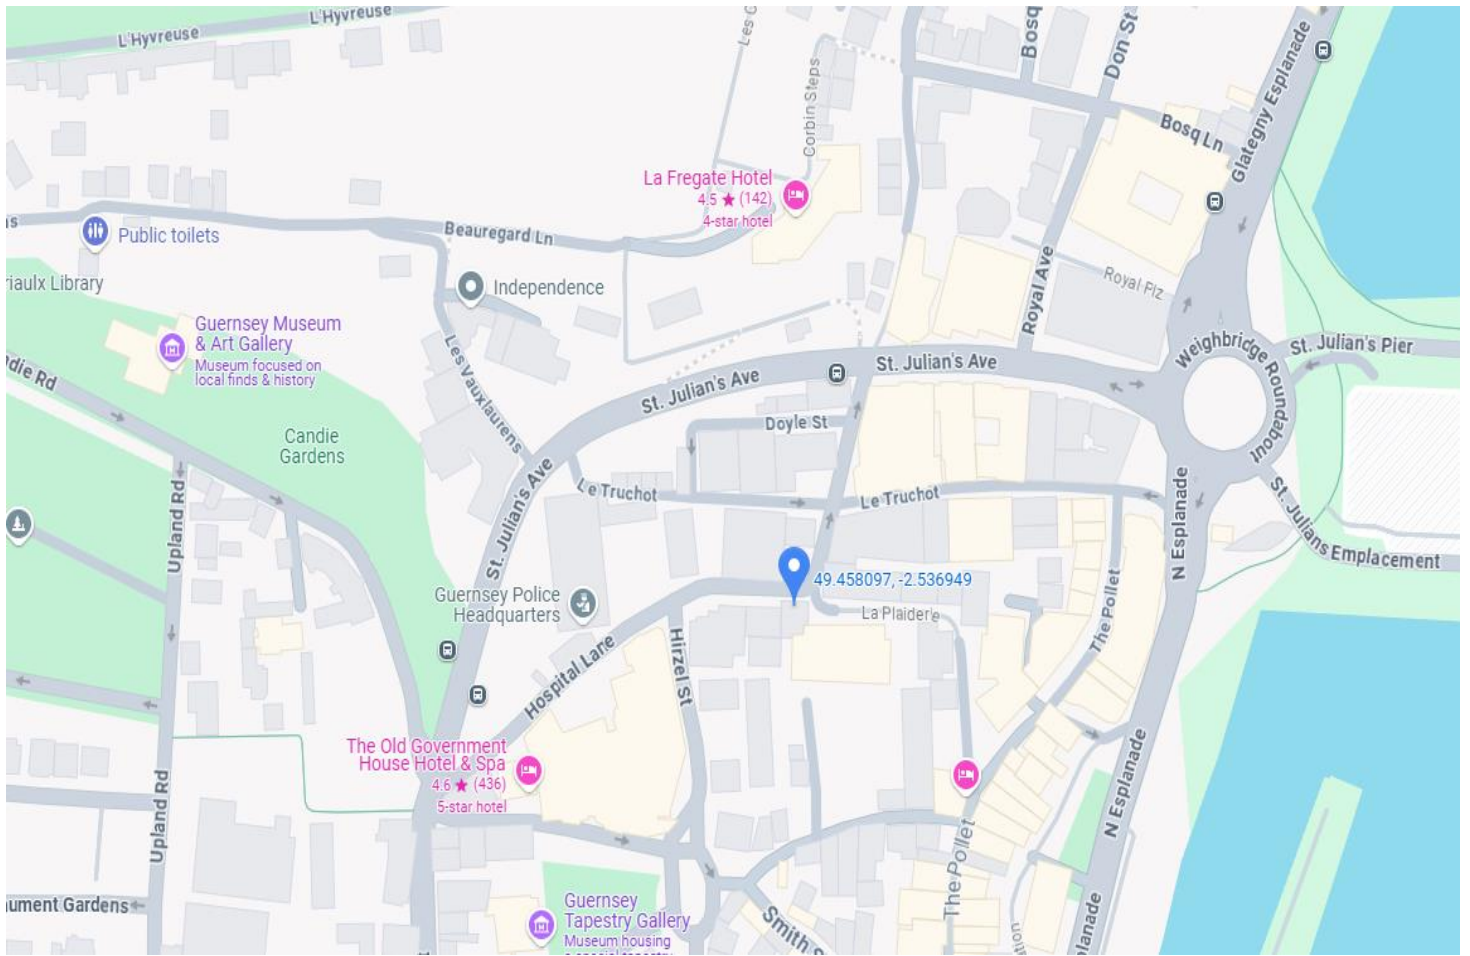 L'Hyvreuse
L'Hyvreuse
Les
Bosq
Don St
Corbin Steps
Glategny Esplanade
Bosq Ln
La Fregate Hotel
4.5 ★ (142)
4-star hotel
Public toilets
Beauregard Ln
Royal Ave
Royal Plz
riaulx Library
Independence
Guernsey Museum
& Art Gallery
Museum focused on
local finds & history
Les Vauxlaurens
St. Julian's Ave
St. Julian's Ave
Weighbridge Roundabout
St. Julian's Pier
ndie Rd
Candie
Gardens
Doyle St
Upland Rd
St. Julian's Ave
Le Truchot
Le Truchot
N Esplanade
St. Julians Emplacement
49.458097, -2.536949
Guernsey Police
Headquarters
La Plaiderie
The Pollet
Hospital Lane
Hirzel St
The Old Government
House Hotel & Spa
4.6 ★ (436)
5-star hotel
Upland Rd
N Esplanade
The Pollet
ument Gardens
Guernsey
Tapestry Gallery
Museum housing
Smith S
planade